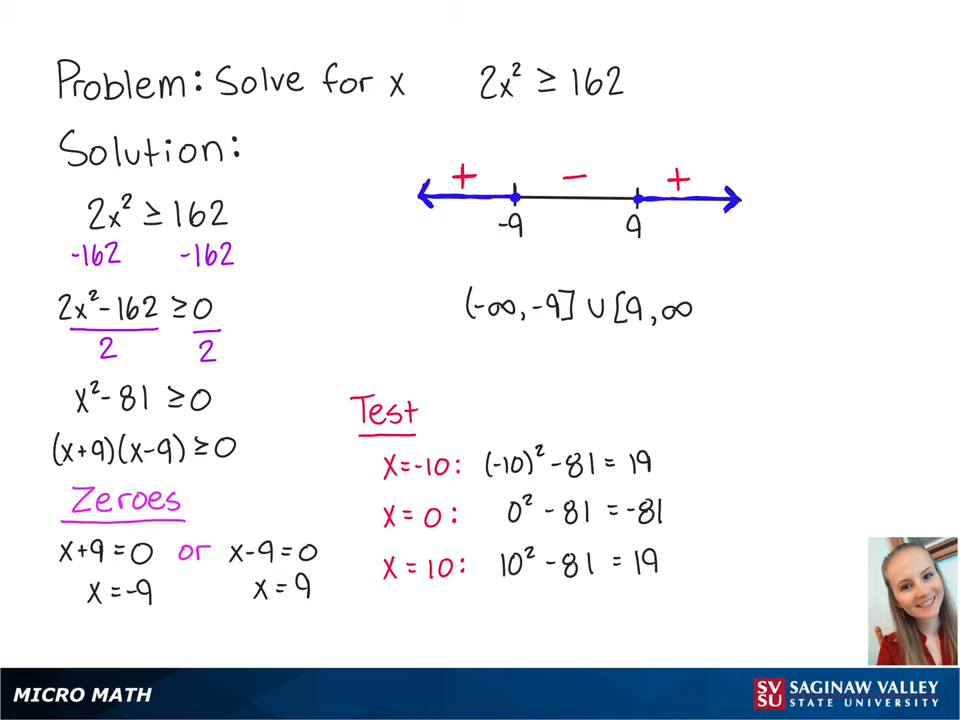 Problem: Solve for x 2x² ≥ 162
Solution:
2x² ≥ 162
-162 -162
2x² - 162 ≥ 0
2 2
x² - 81 ≥ 0
(x+9)(x-9) ≥ 0
Zeroes
x+9=0 or x-9=0
x=-9 x=9
+ - +
-9 9
(-∞,-9] ∪ [9,∞
Test
x=-10: (-10)² - 81 = 19
x=0: 0² - 81 = -81
x=10: 10² - 81 = 19
MICRO MATH
SV
SU
SAGINAW VALLEY
STATE UNIVERSITY